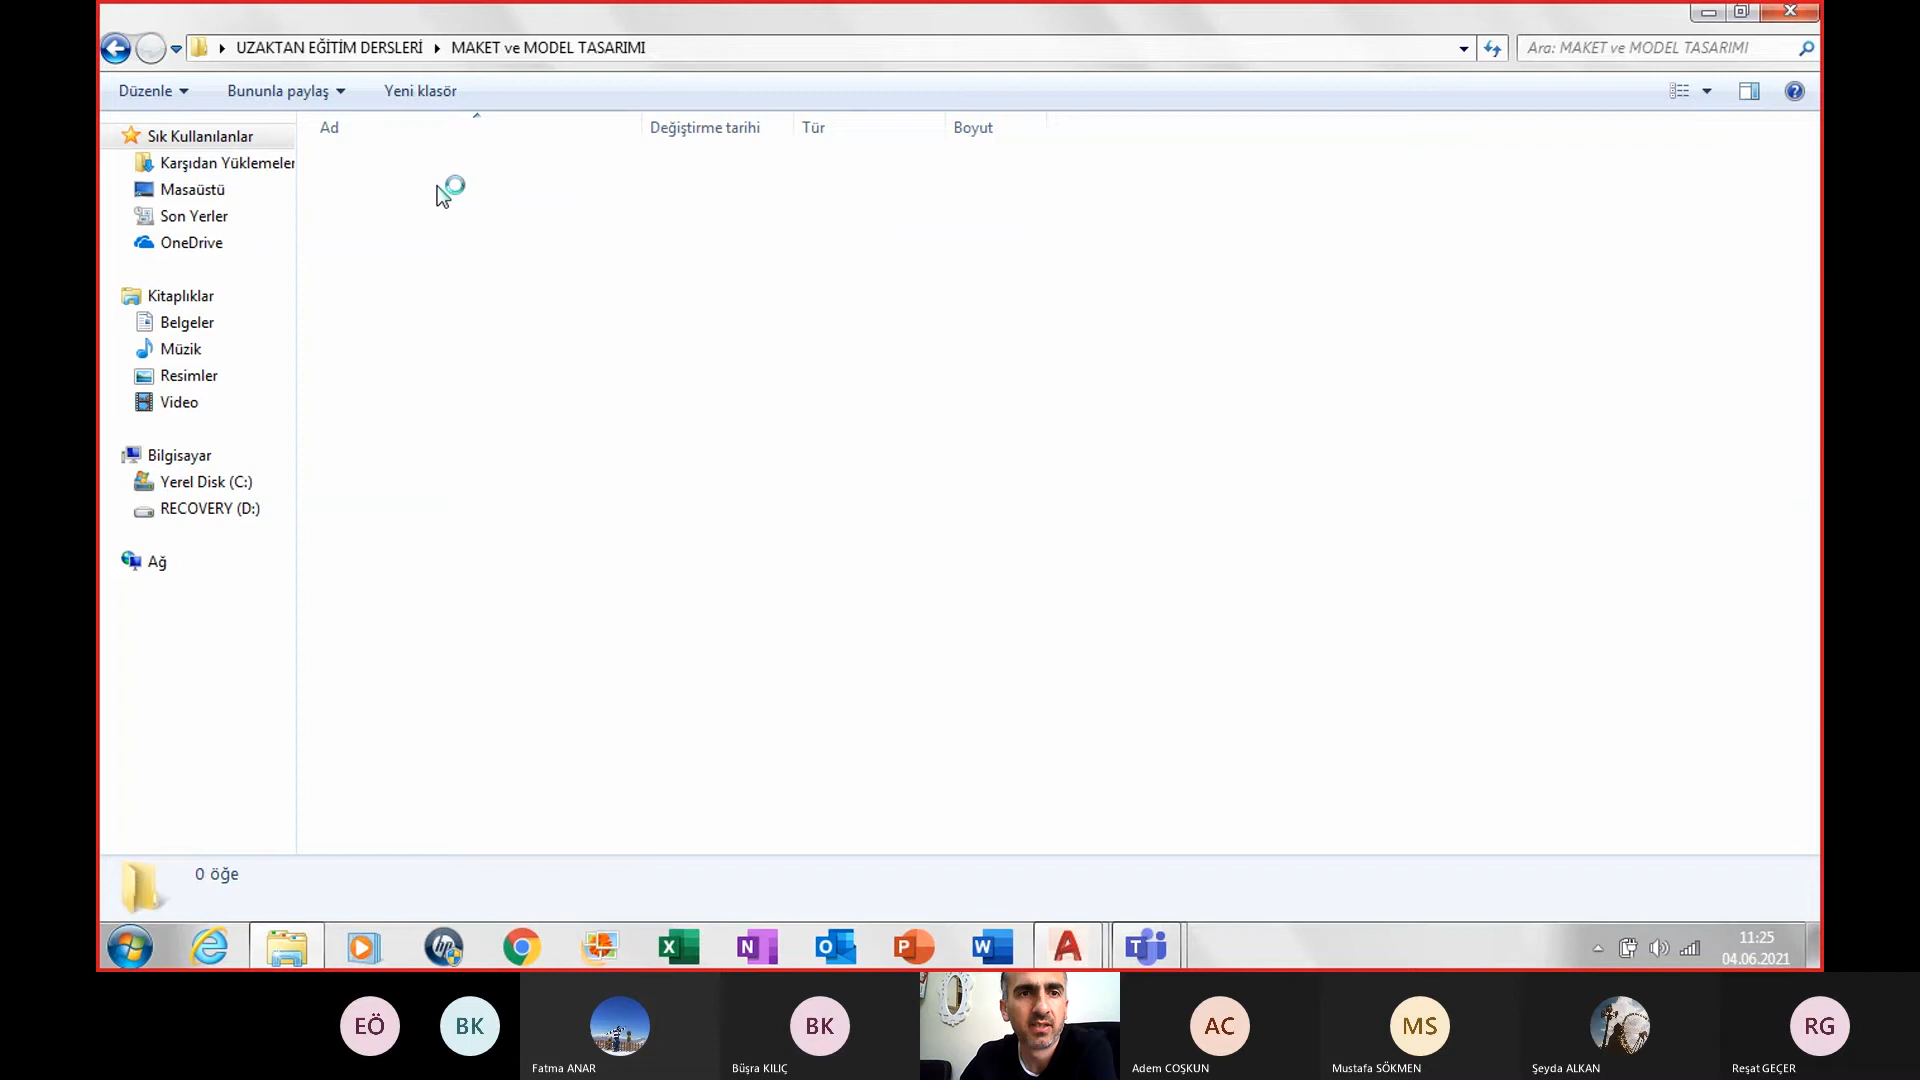 UZAKTAN EĞİTİM DERSLERİ
MAKET ve MODEL TASARIMI
Ara: MAKET ve MODEL TASARIMI
Düzenle
Bununla paylaş
Yeni klasör
Ad
Değiştirme tarihi
Tür
Boyut
Sık Kullanılanlar
Karşıdan Yüklemeler
Masaüstü
Son Yerler
OneDrive
Kitaplıklar
Belgeler
Müzik
Resimler
Video
Bilgisayar
Yerel Disk (C:)
RECOVERY (D:)
Ağ
0 öğe
hp
X
N
O
P
W
A
T
11:25
04.06.2021
EÖ
BK
Fatma ANAR
BK
Büşra KILIÇ
AC
Adem COŞKUN
MS
Mustafa SÖKMEN
Şeyda ALKAN
RG
Reşat GEÇER